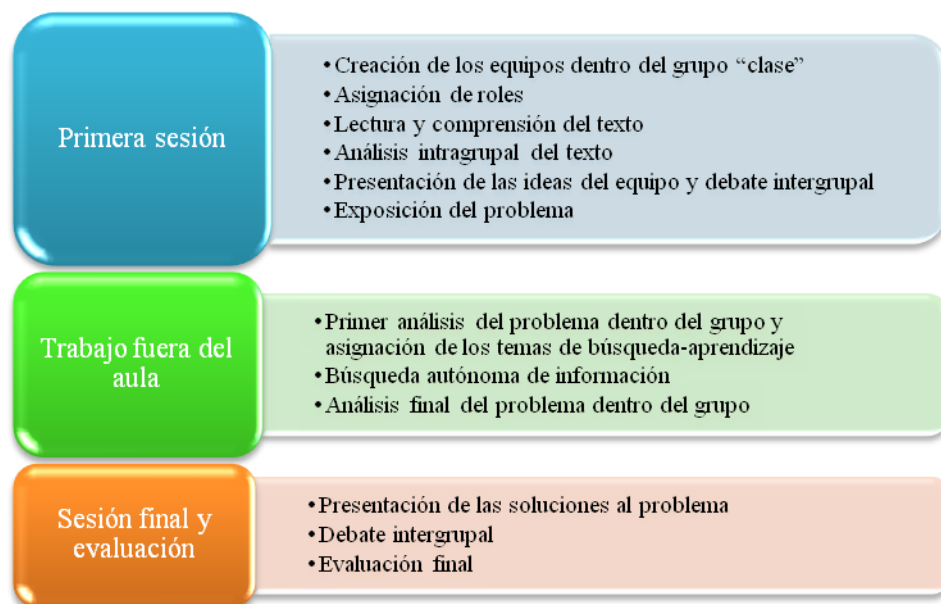 Primera sesión
• Creación de los equipos dentro del grupo “clase”
• Asignación de roles
• Lectura y comprensión del texto
• Análisis intragrupal del texto
• Presentación de las ideas del equipo y debate intergrupal
• Exposición del problema
Trabajo fuera del
aula
• Primer análisis del problema dentro del grupo y
asignación de los temas de búsqueda-aprendizaje
• Búsqueda autónoma de información
• Análisis final del problema dentro del grupo
Sesión final y
evaluación
• Presentación de las soluciones al problema
• Debate intergrupal
• Evaluación final